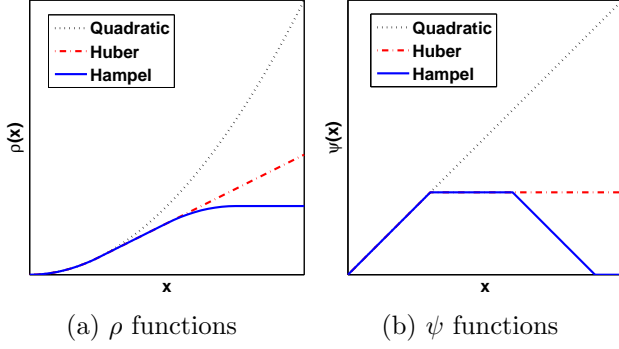 Quadratic
Huber
Hampel
ρ(x)
x
(a) ρ functions
Quadratic
Huber
Hampel
ψ(x)
x
(b) ψ functions